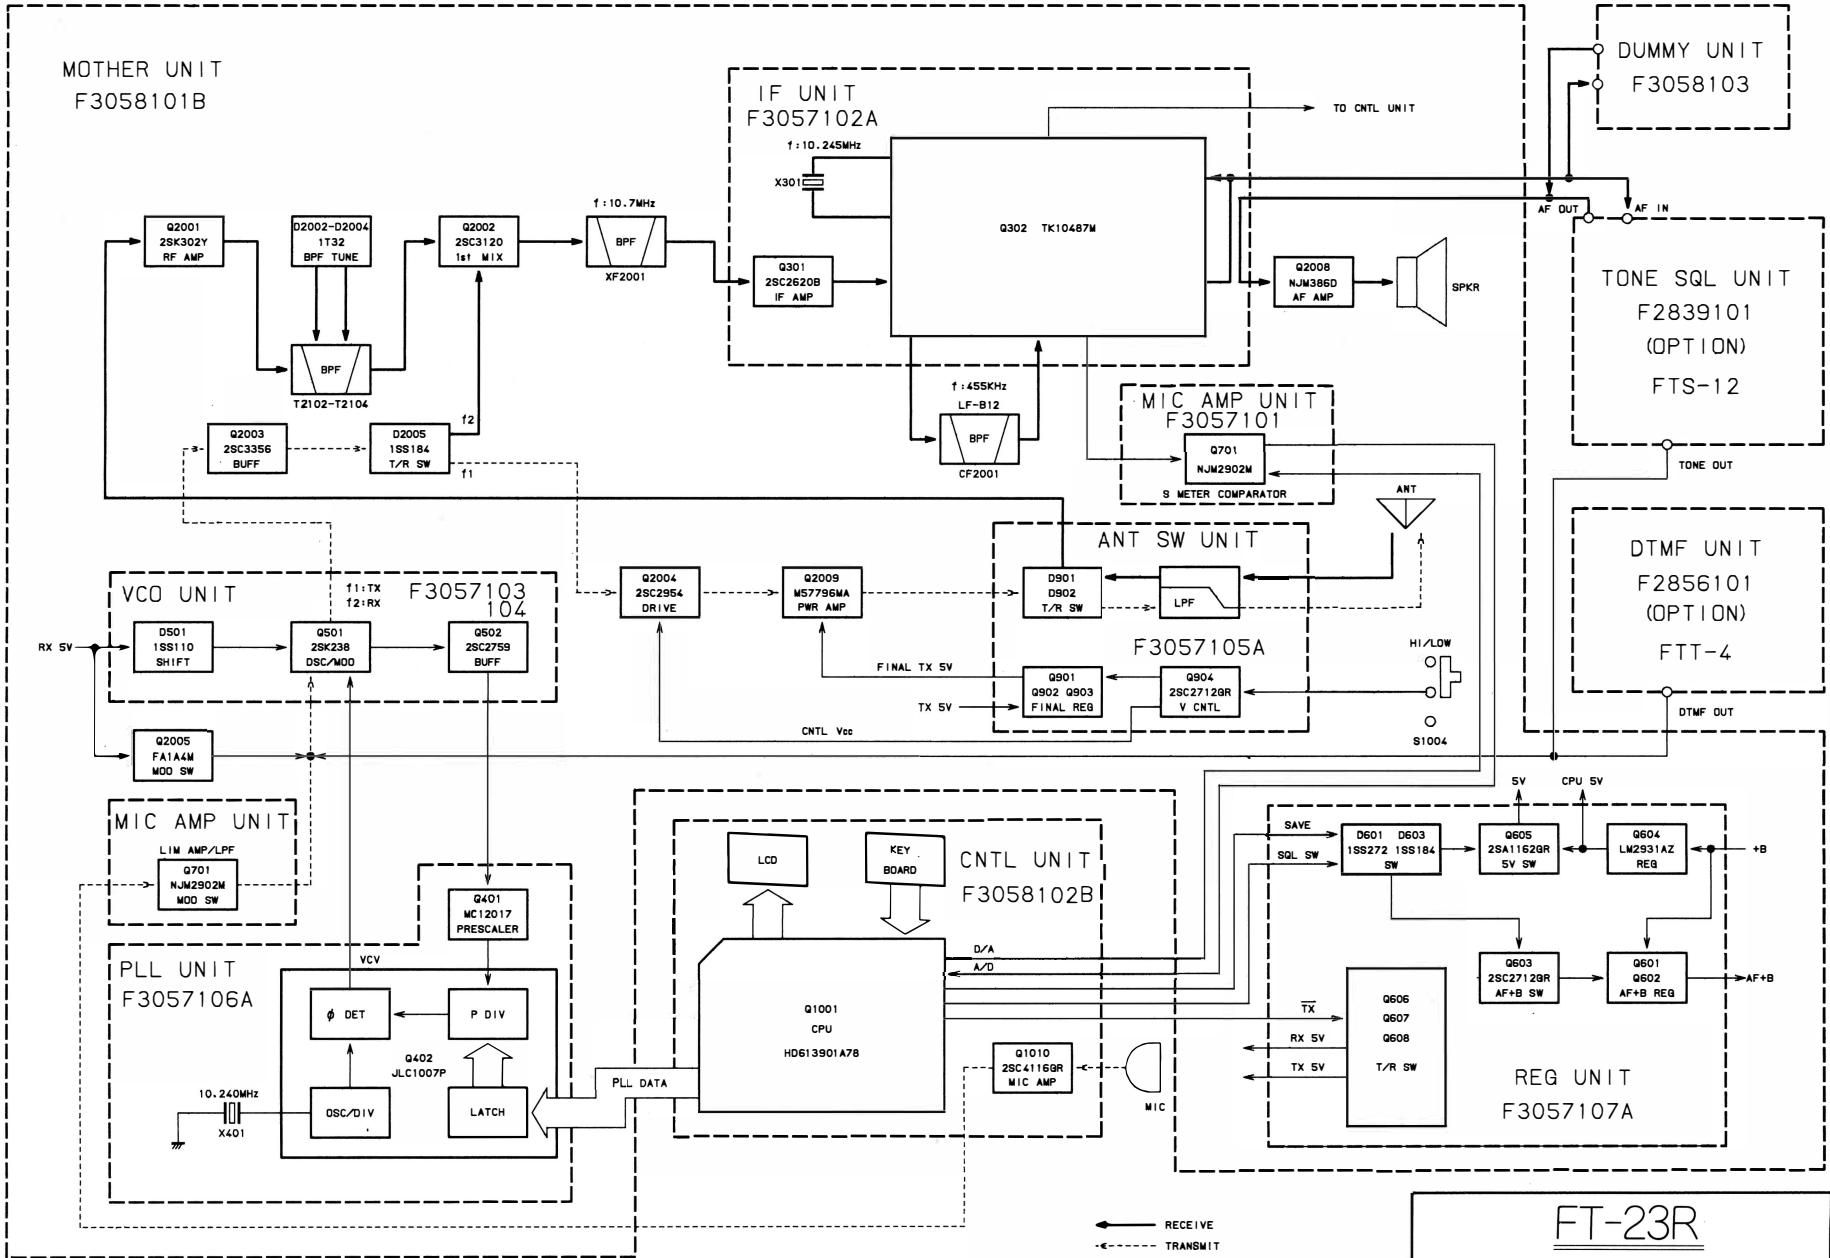 MOTHER UNIT
F3058101B
IF UNIT
F3057102A
f:10.245MHz
X301
Q302 TK10487M
TO CNTL UNIT
DUMMY UNIT
F3058103
Q2001
2SK302Y
RF AMP
D2002-D2004
1T32
BPF TUNE
Q2002
2SC3120
1st MIX
f:10.7MHz
BPF
XF2001
Q301
2SC2620B
IF AMP
Q2008
NJM386D
AF AMP
SPKR
AF OUT
AF IN
TONE SQL UNIT
F2839101
(OPTION)
FTS-12
TONE OUT
BPF
T2102-T2104
f2
f1
Q2003
2SC3356
BUFF
D2005
1SS184
T/R SW
f:455KHz
LF-B12
BPF
CF2001
MIC AMP UNIT
F3057101
Q701
NJM2902M
S METER COMPARATOR
ANT
DTMF UNIT
F2856101
(OPTION)
FTT-4
DTMF OUT
VCO UNIT
f1:TX
f2:RX
F3057103
104
RX 5V
D501
1SS110
SHIFT
Q501
2SK238
OSC/MOD
Q502
2SC2759
BUFF
Q2004
2SC2954
DRIVE
Q2009
M57796MA
PWR AMP
ANT SW UNIT
D901
D902
T/R SW
LPF
F3057105A
FINAL TX 5V
TX 5V
Q901
Q902 Q903
FINAL REG
Q904
2SC2712GR
V CNTL
CNTL Vcc
HI/LOW
S1004
Q2005
FA1A4M
MOD SW
MIC AMP UNIT
LIM AMP/LPF
Q701
NJM2902M
MOD SW
Q401
MC12017
PRESCALER
PLL UNIT
F3057106A
VCV
ϕ DET
P DIV
Q402
JLC1007P
OSC/DIV
LATCH
10.240MHz
X401
PLL DATA
LCD
KEY
BOARD
CNTL UNIT
F3058102B
Q1001
CPU
HD613901A78
D/A
A/D
Q1010
2SC4116GR
MIC AMP
MIC
5V
CPU 5V
SAVE
SQL SW
D601 D603
1SS272 1SS184
SW
Q605
2SA1162GR
5V SW
Q604
LM2931AZ
REG
+B
Q603
2SC2712GR
AF+B SW
Q601
Q602
AF+B REG
AF+B
TX
RX 5V
TX 5V
Q606
Q607
Q608
T/R SW
REG UNIT
F3057107A
RECEIVE
TRANSMIT
FT-23R